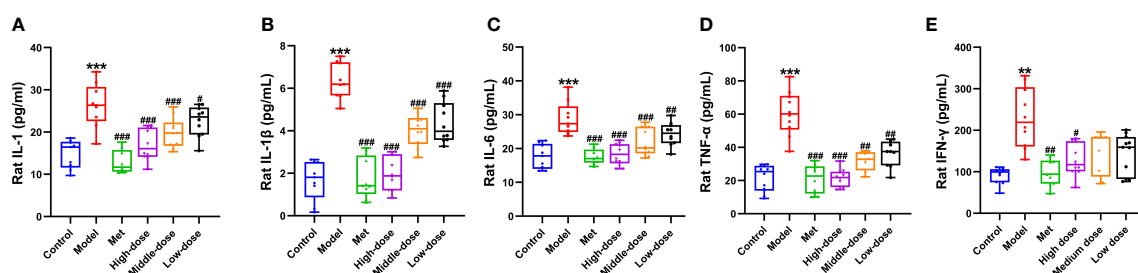 A
Rat IL-1 (pg/ml)
40
30
20
10
0
***
###
###
###
#
Control
Model
Met
High-dose
Middle-dose
Low-dose
B
Rat IL-1β (pg/mL)
8
6
4
2
0
***
###
###
###
###
Control
Model
Met
High-dose
Middle-dose
Low-dose
C
Rat IL-6 (pg/mL)
50
40
30
20
10
0
***
###
###
###
##
Control
Model
Met
High-dose
Middle-dose
Low-dose
D
Rat TNF-α (pg/mL)
100
80
60
40
20
0
***
###
###
##
##
Control
Model
Met
High-dose
Middle-dose
Low-dose
E
Rat IFN-γ (pg/mL)
400
300
200
100
0
**
##
#
Control
Model
Met
High dose
Medium dose
Low dose